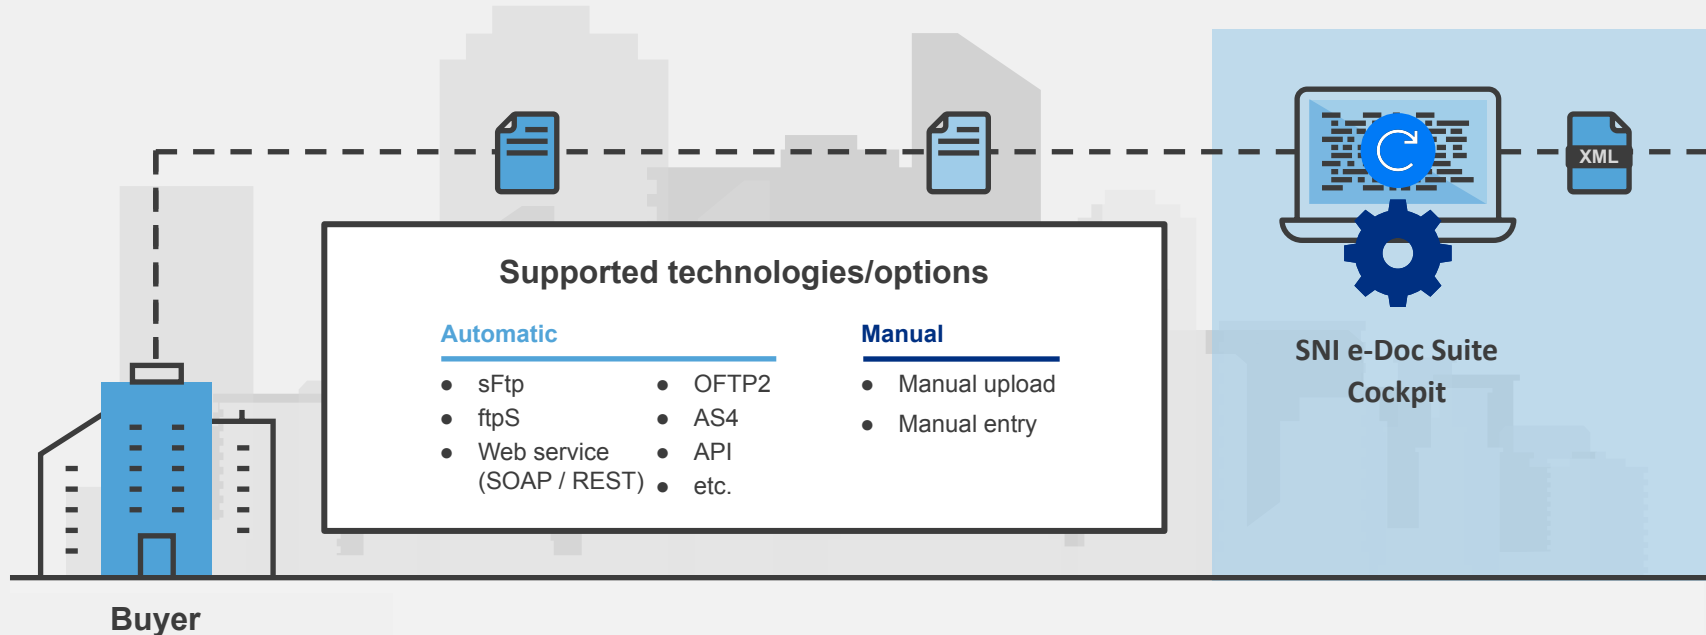 XML
Supported technologies/options
Automatic
● sFtp
● ftpS
● Web service
(SOAP / REST)
● OFTP2
● AS4
● API
● etc.
Manual
● Manual upload
● Manual entry
SNI e-Doc Suite
Cockpit
Buyer